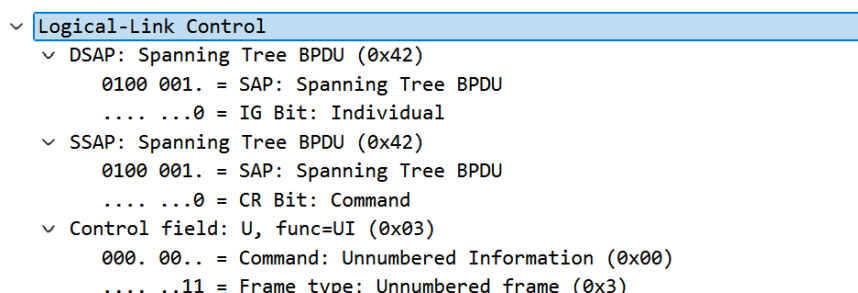 Logical-Link Control
DSAP: Spanning Tree BPDU (0x42)
0100 001. = SAP: Spanning Tree BPDU
.... ...0 = IG Bit: Individual
SSAP: Spanning Tree BPDU (0x42)
0100 001. = SAP: Spanning Tree BPDU
.... ...0 = CR Bit: Command
Control field: U, func=UI (0x03)
000. 00.. = Command: Unnumbered Information (0x00)
.... ..11 = Frame type: Unnumbered frame (0x3)